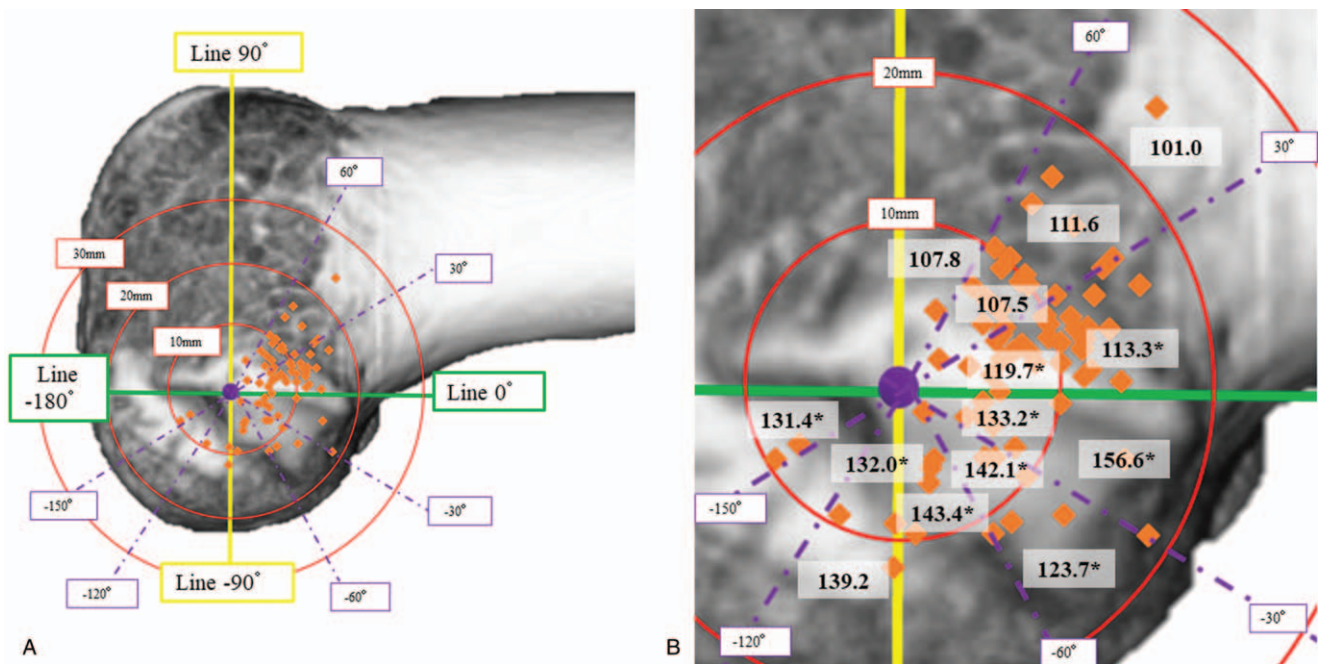 Line 90˚
60˚
30˚
30mm
20mm
10mm
Line
-180˚
Line 0˚
-150˚
-120˚
Line -90˚
-60˚
-30˚
A
60˚
20mm
101.0
30˚
10mm
111.6
107.8
107.5
113.3*
119.7*
131.4*
133.2*
132.0*
142.1*
156.6*
-150˚
143.4*
139.2
123.7*
-120˚
-60˚
-30˚
B